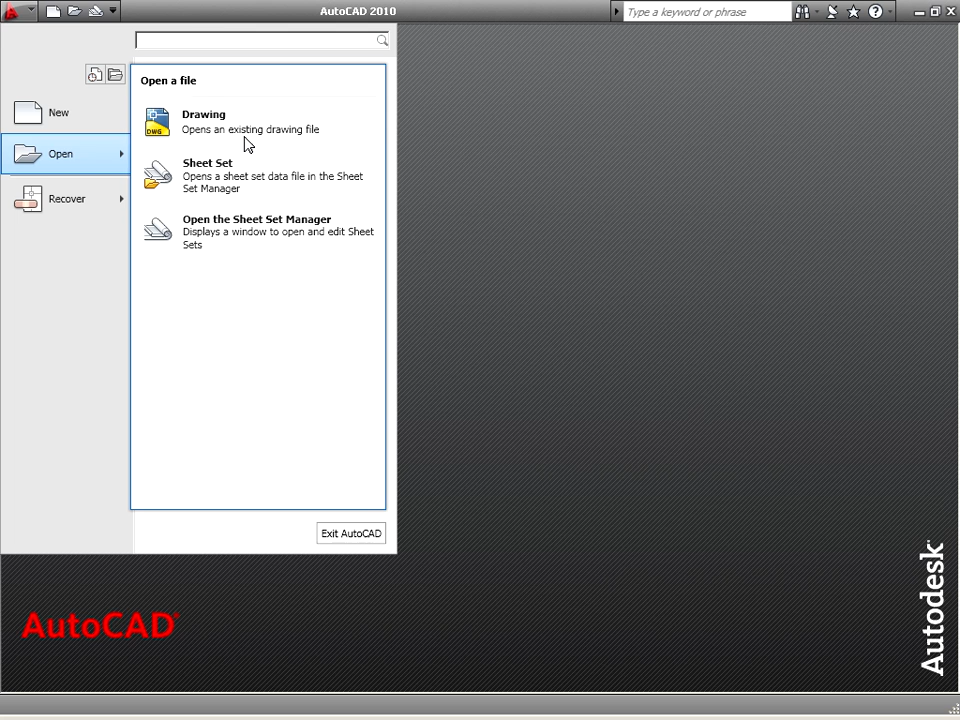 AutoCAD 2010
Type a keyword or phrase
Open a file
New
Open
Recover
Drawing
DWG
Opens an existing drawing file
Sheet Set
Opens a sheet set data file in the Sheet
Set Manager
Open the Sheet Set Manager
Displays a window to open and edit Sheet
Sets
Exit AutoCAD
AutoCAD®
Autodesk